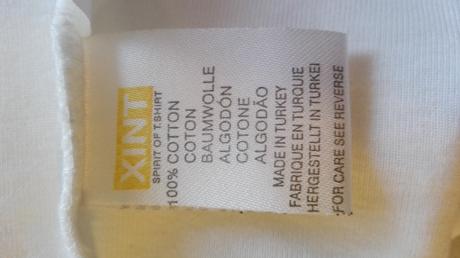 XINT
SPIRIT OF T.SHIRT
100% COTTON
COTON
BAUMWOLLE
ALGODÓN
COTONE
ALGODÃO
MADE IN TURKEY
FABRIQUE EN TURQUIE
HERGESTELLT IN TURKEI
FOR CARE SEE REVERSE